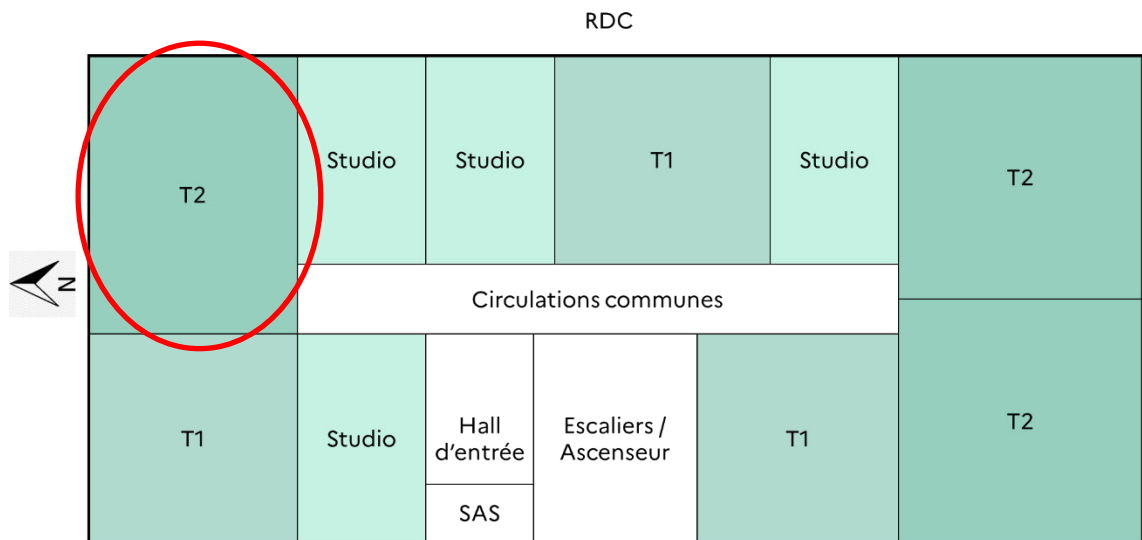 RDC
T2
Studio
Studio
T1
Studio
T2
N
Circulations communes
T1
Studio
Hall
d'entrée
Escaliers /
Ascenseur
T1
T2
SAS